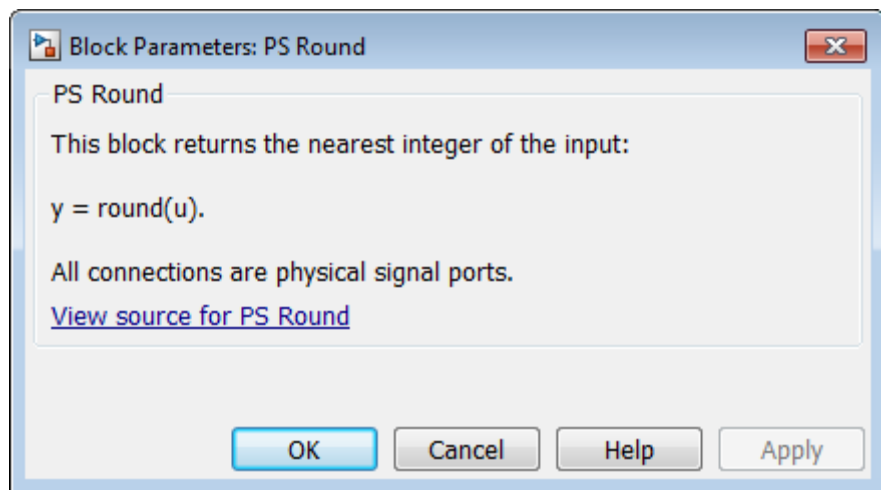 Block Parameters: PS Round
PS Round
This block returns the nearest integer of the input:
y = round(u).
All connections are physical signal ports.
View source for PS Round
OK Cancel Help Apply